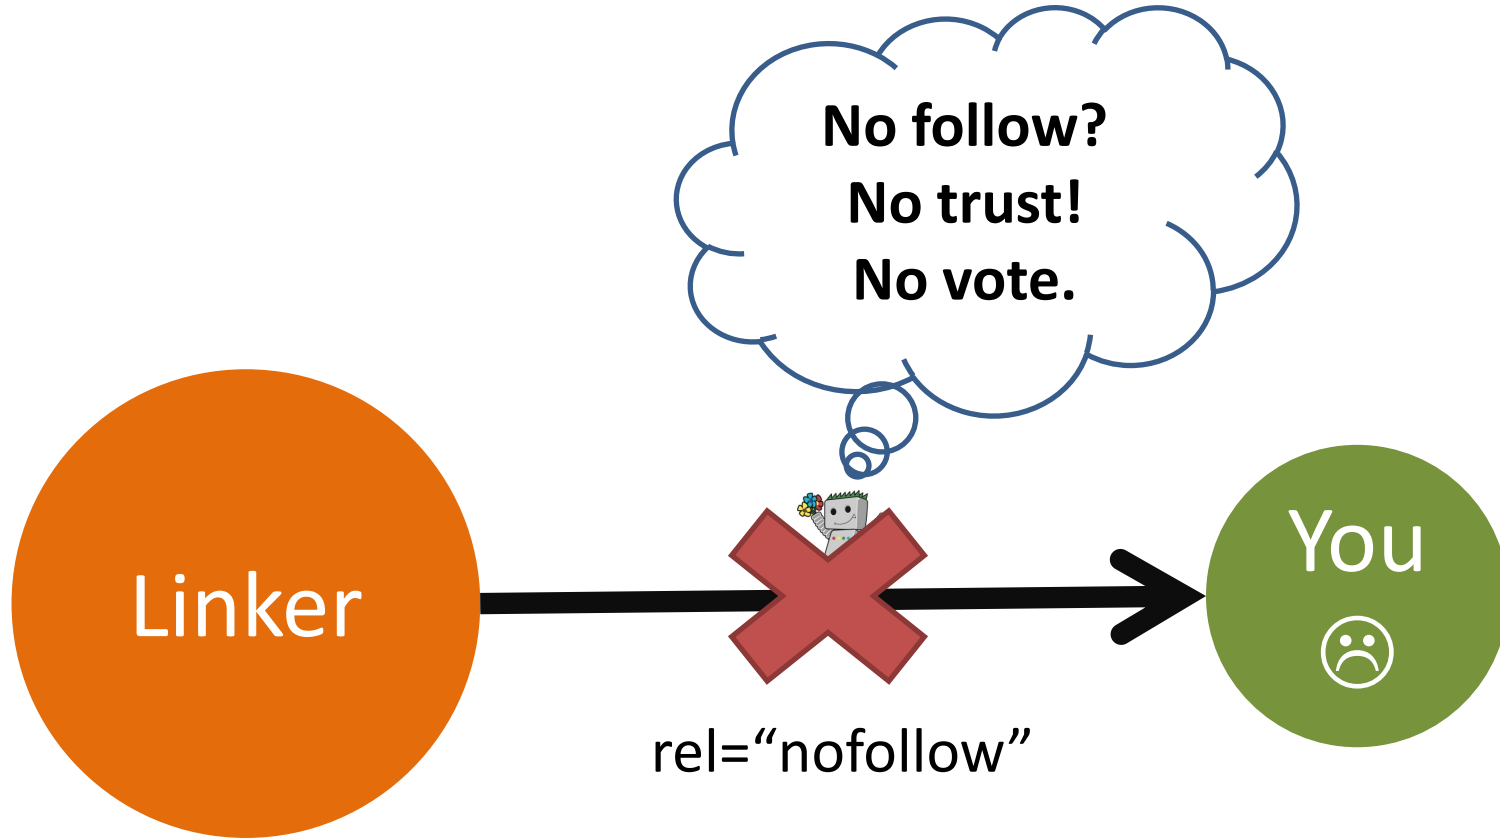 No follow?
No trust!
No vote.
Linker
You
rel=“nofollow”